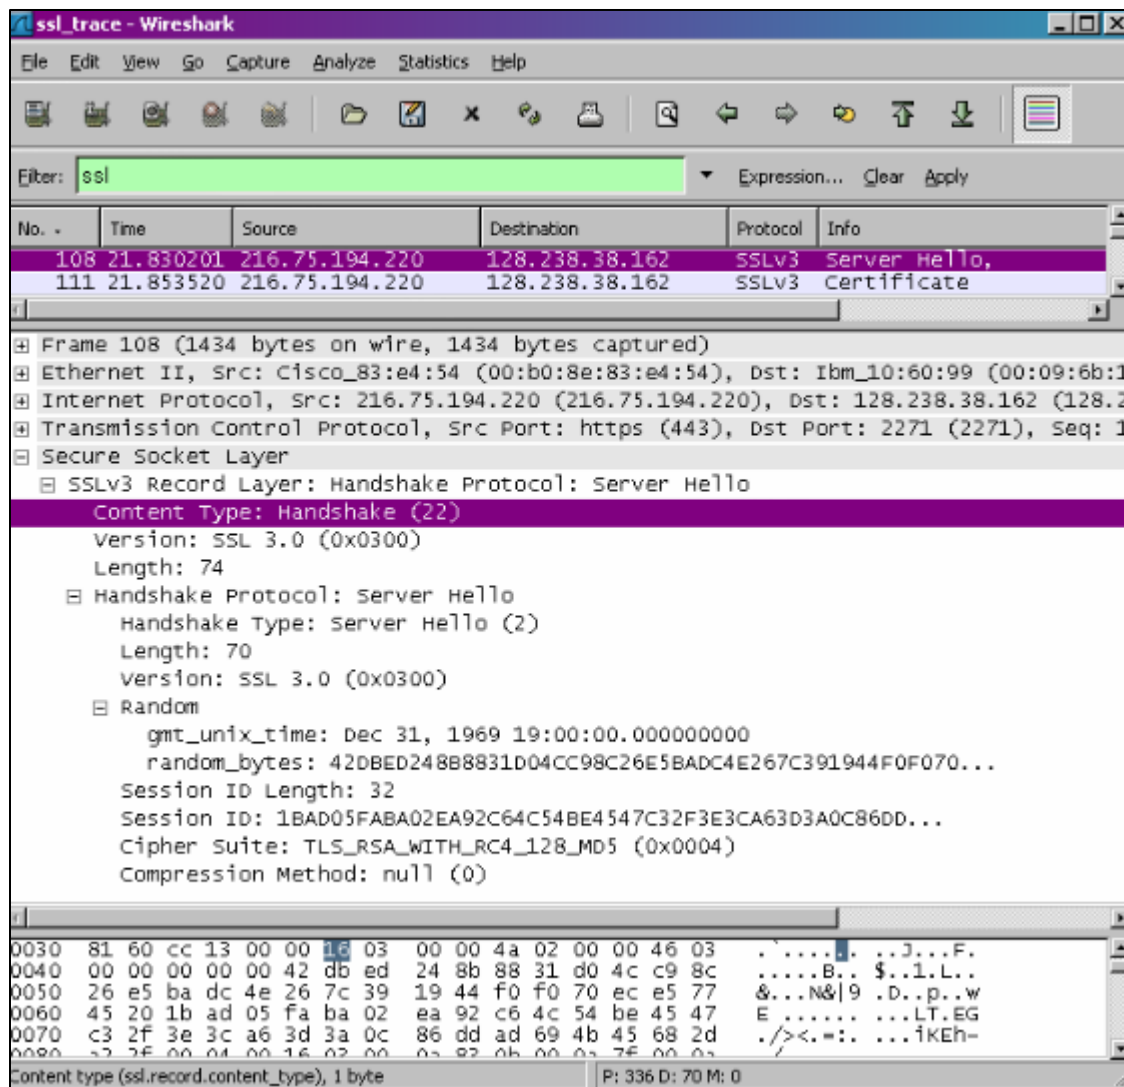 ssl_trace - Wireshark
File Edit View Go Capture Analyze Statistics Help
Filter: ssl Expression... Clear Apply
No. - Time Source Destination Protocol Info
108 21.830201 216.75.194.220 128.238.38.162 SSLv3 Server Hello,
111 21.853520 216.75.194.220 128.238.38.162 SSLv3 Certificate
Frame 108 (1434 bytes on wire, 1434 bytes captured)
Ethernet II, Src: Cisco_83:e4:54 (00:b0:8e:83:e4:54), Dst: Ibm_10:60:99 (00:09:6b:1
Internet Protocol, Src: 216.75.194.220 (216.75.194.220), Dst: 128.238.38.162 (128.2
Transmission Control Protocol, Src Port: https (443), Dst Port: 2271 (2271), Seq: 1
Secure Socket Layer
SSLv3 Record Layer: Handshake Protocol: Server Hello
Content Type: Handshake (22)
Version: SSL 3.0 (0x0300)
Length: 74
Handshake Protocol: Server Hello
Handshake Type: Server Hello (2)
Length: 70
Version: SSL 3.0 (0x0300)
Random
gmt_unix_time: Dec 31, 1969 19:00:00.000000000
random_bytes: 42DBED248B8831D04CC98C26E5BADC4E267C391944F0F070...
Session ID Length: 32
Session ID: 1BAD05FABA02EA92C64C54BE4547C32F3E3CA63D3A0C86DD...
Cipher Suite: TLS_RSA_WITH_RC4_128_MD5 (0x0004)
Compression Method: null (0)
0030 81 60 cc 13 00 00 16 03 00 00 4a 02 00 00 46 03 .`...... ..J...F.
0040 00 00 00 00 00 42 db ed 24 8b 88 31 d0 4c c9 8c .....B.. $..1.L..
0050 26 e5 ba dc 4e 26 7c 39 19 44 f0 f0 70 ec e5 77 &...N&|9 .D..p..w
0060 45 20 1b ad 05 fa ba 02 ea 92 c6 4c 54 be 45 47 E ...... ...LT.EG
0070 c3 2f 3e 3c a6 3d 3a 0c 86 dd ad 69 4b 45 68 2d ./><.=:. ...iKEh-
Content type (ssl.record.content_type), 1 byte P: 336 D: 70 M: 0